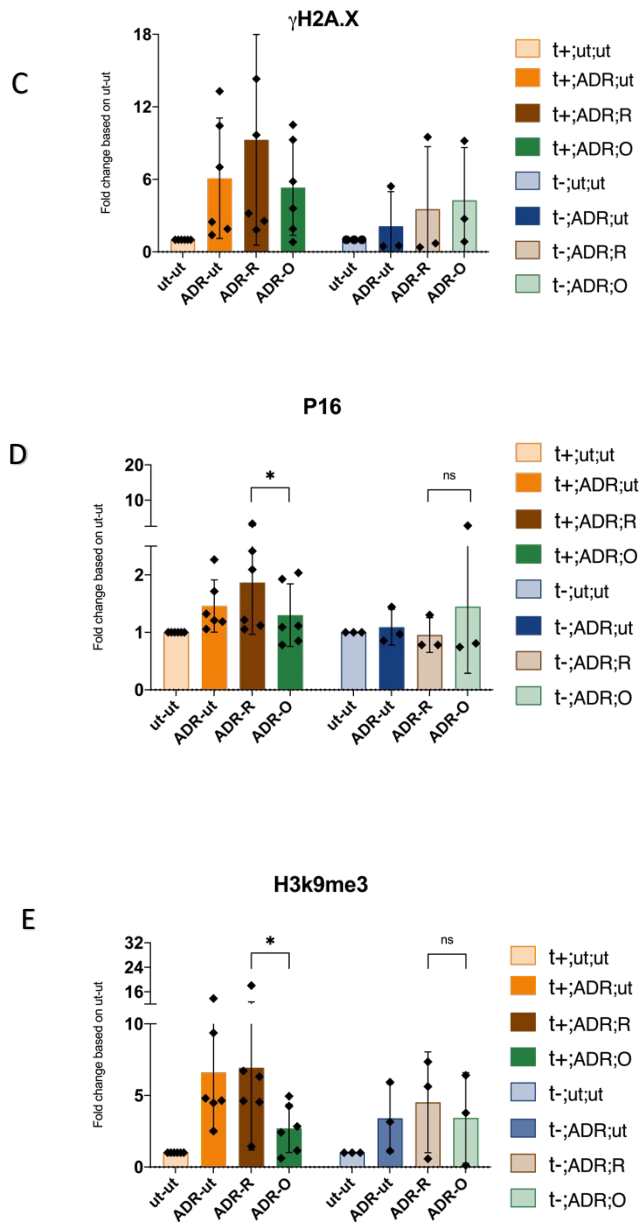 γH2A.X
C
Fold change based on ut-ut
18
12
6
0
ut-ut
ADR-ut
ADR-R
ADR-O
ut-ut
ADR-ut
ADR-R
ADR-O
t+;ut;ut
t+;ADR;ut
t+;ADR;R
t+;ADR;O
t-;ut;ut
t-;ADR;ut
t-;ADR;R
t-;ADR;O
P16
D
Fold change based on ut-ut
20
10
2
1
0
*
ns
ut-ut
ADR-ut
ADR-R
ADR-O
ut-ut
ADR-ut
ADR-R
ADR-O
t+;ut;ut
t+;ADR;ut
t+;ADR;R
t+;ADR;O
t-;ut;ut
t-;ADR;ut
t-;ADR;R
t-;ADR;O
H3k9me3
E
Fold change based on ut-ut
32
24
16
10
5
0
*
ns
ut-ut
ADR-ut
ADR-R
ADR-O
ut-ut
ADR-ut
ADR-R
ADR-O
t+;ut;ut
t+;ADR;ut
t+;ADR;R
t+;ADR;O
t-;ut;ut
t-;ADR;ut
t-;ADR;R
t-;ADR;O